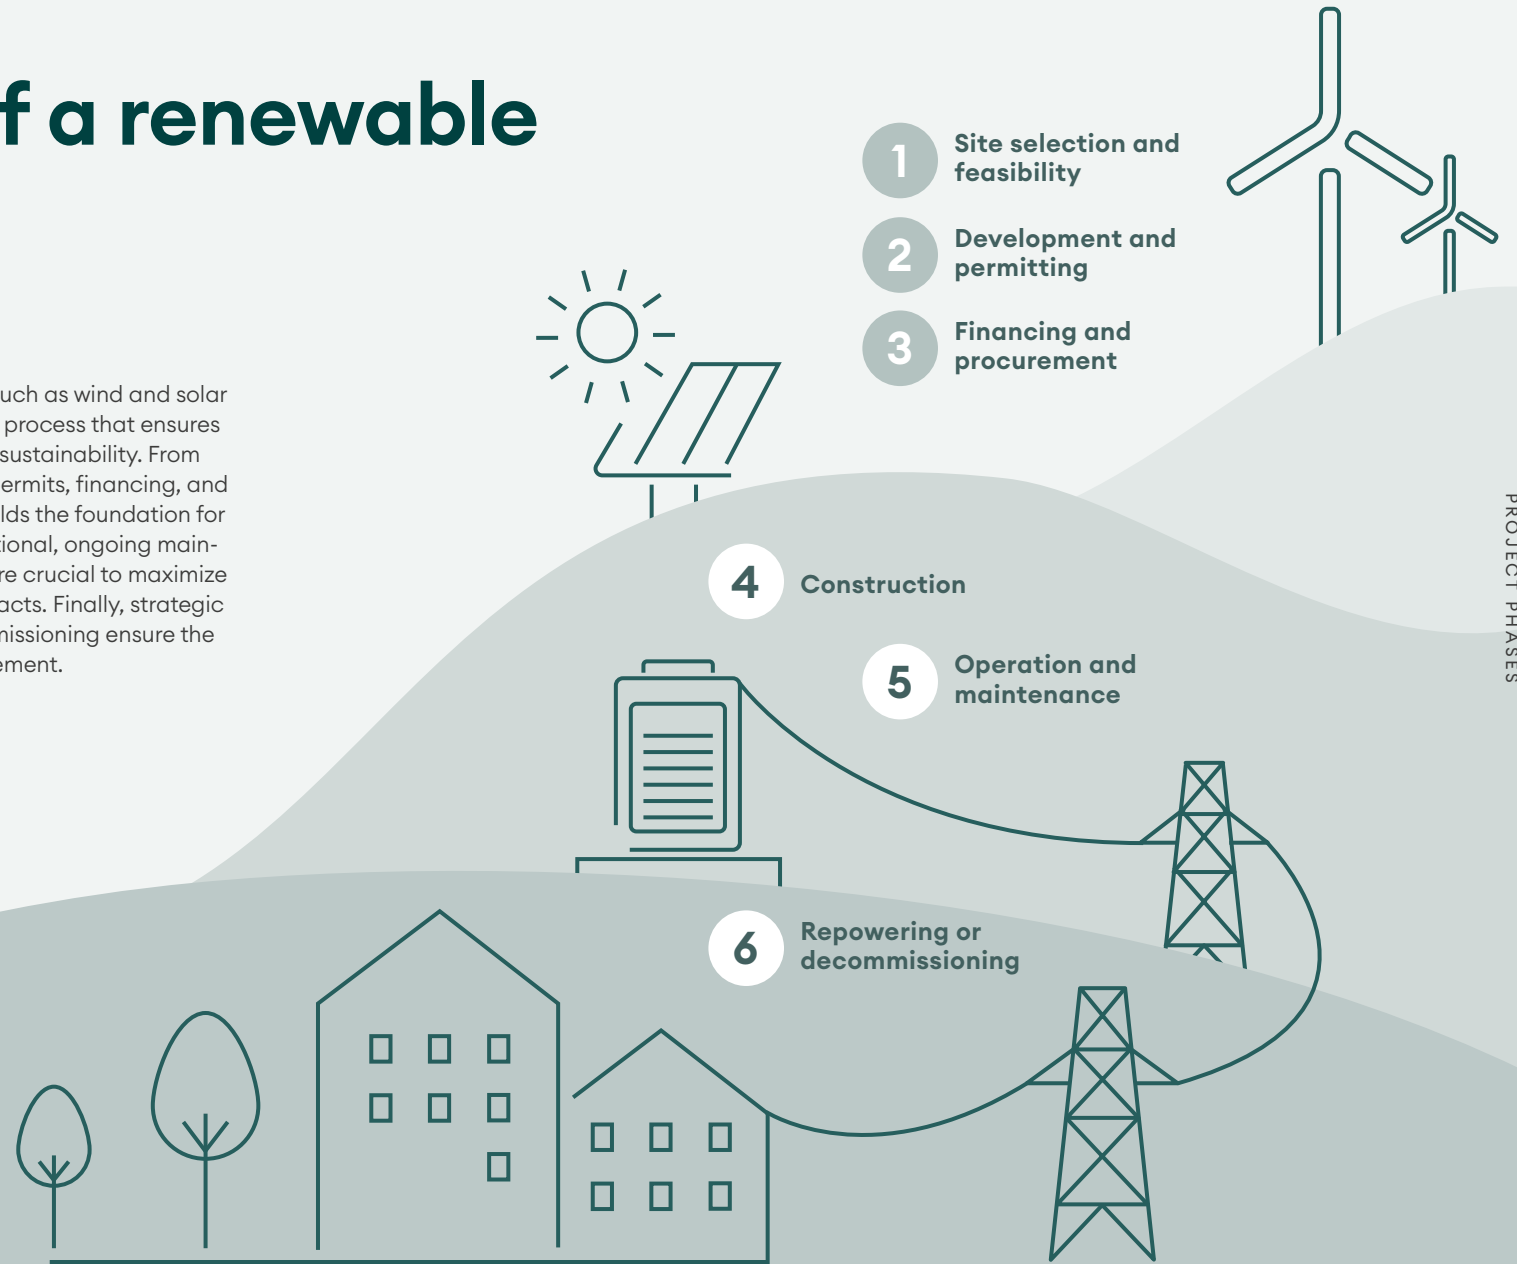 f a renewable
uch as wind and solar
process that ensures
sustainability. From
ermits, financing, and
lds the foundation for
tional, ongoing main-
re crucial to maximize
acts. Finally, strategic
missioning ensure the
ement.
1 Site selection and
feasibility
2 Development and
permitting
3 Financing and
procurement
4 Construction
5 Operation and
maintenance
6 Repowering or
decommissioning
PROJECT PHASES